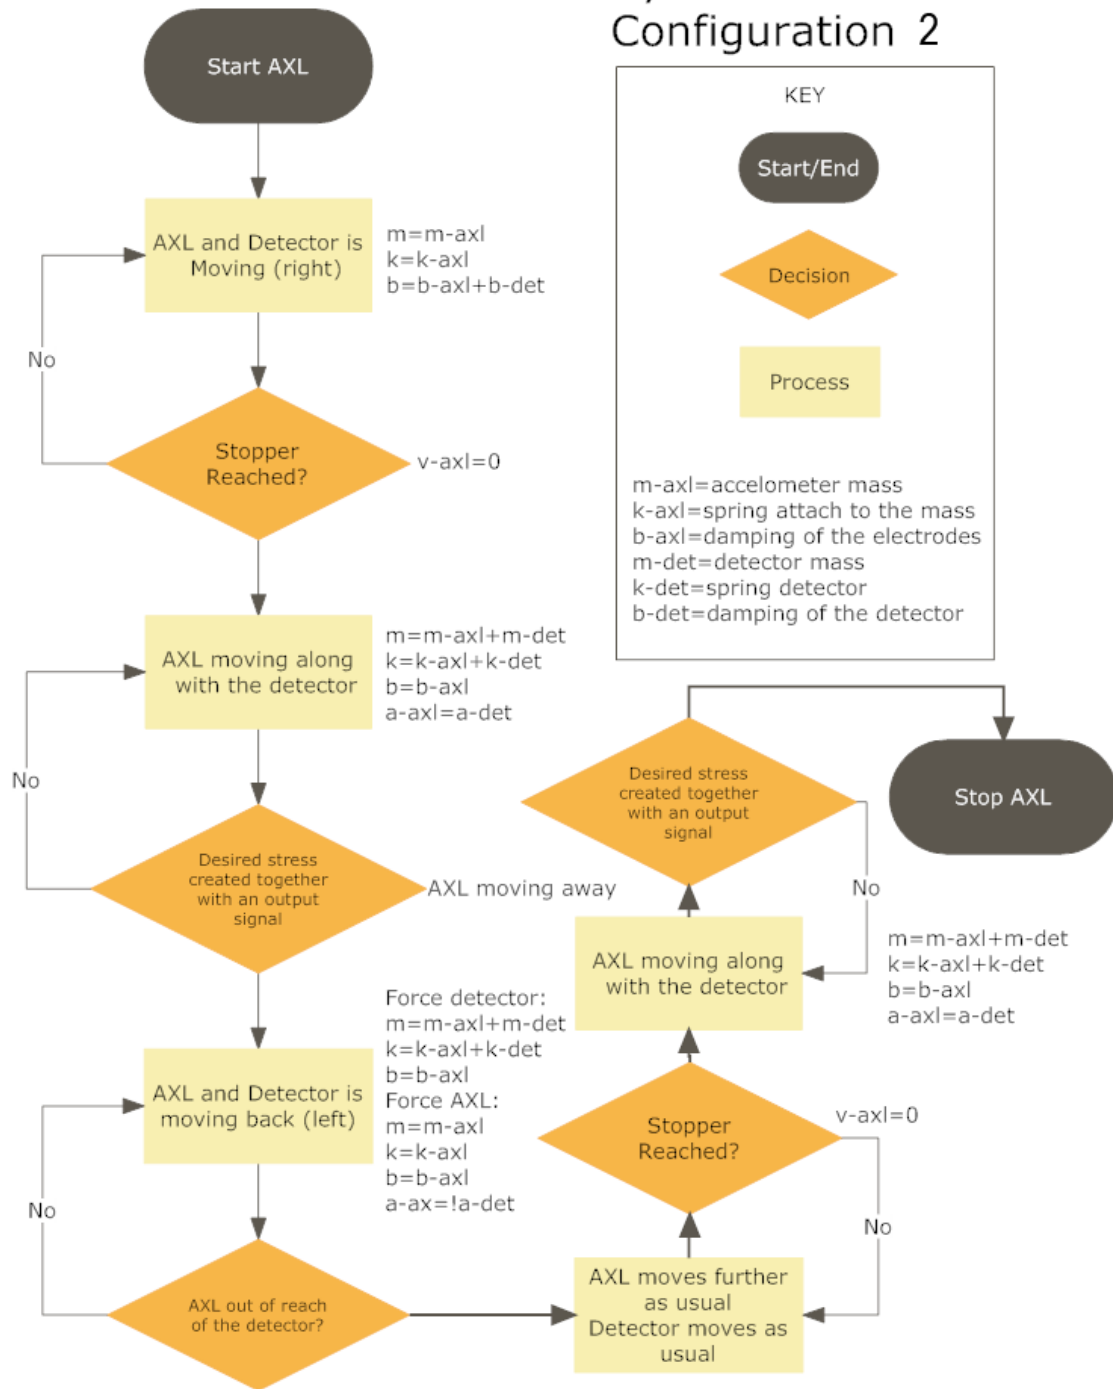 Configuration 2
Start AXL
KEY
Start/End
Decision
Process
m-axl=accelometer mass
k-axl=spring attach to the mass
b-axl=damping of the electrodes
m-det=detector mass
k-det=spring detector
b-det=damping of the detector
AXL and Detector is
Moving (right)
m=m-axl
k=k-axl
b=b-axl+b-det
No
Stopper
Reached?
v-axl=0
AXL moving along
with the detector
m=m-axl+m-det
k=k-axl+k-det
b=b-axl
a-axl=a-det
No
Desired stress
created together
with an output
signal
AXL moving away
AXL and Detector is
moving back (left)
Force detector:
m=m-axl+m-det
k=k-axl+k-det
b=b-axl
Force AXL:
m=m-axl
k=k-axl
b=b-axl
a-ax=!a-det
No
AXL out of reach
of the detector?
AXL moves further
as usual
Detector moves as
usual
No
Stopper
Reached?
v-axl=0
AXL moving along
with the detector
m=m-axl+m-det
k=k-axl+k-det
b=b-axl
a-axl=a-det
No
Desired stress
created together
with an output
signal
Stop AXL